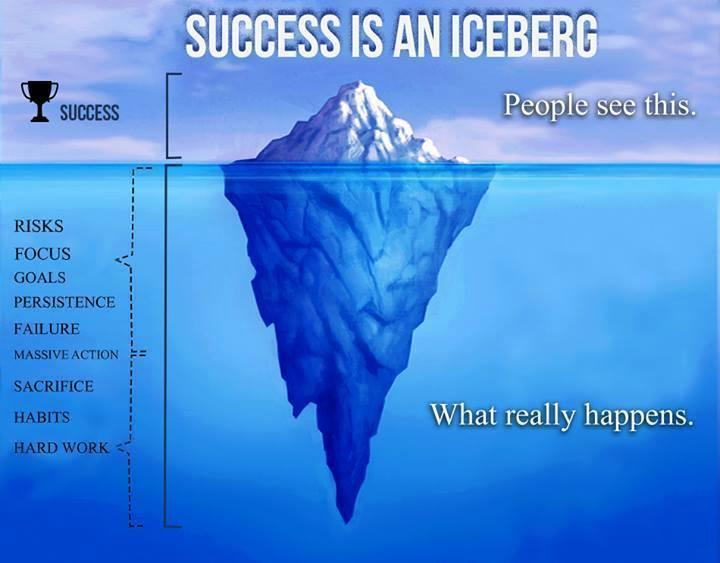 SUCCESS IS AN ICEBERG
SUCCESS
People see this.
RISKS
FOCUS
GOALS
PERSISTENCE
FAILURE
MASSIVE ACTION
SACRIFICE
HABITS
HARD WORK
What really happens.